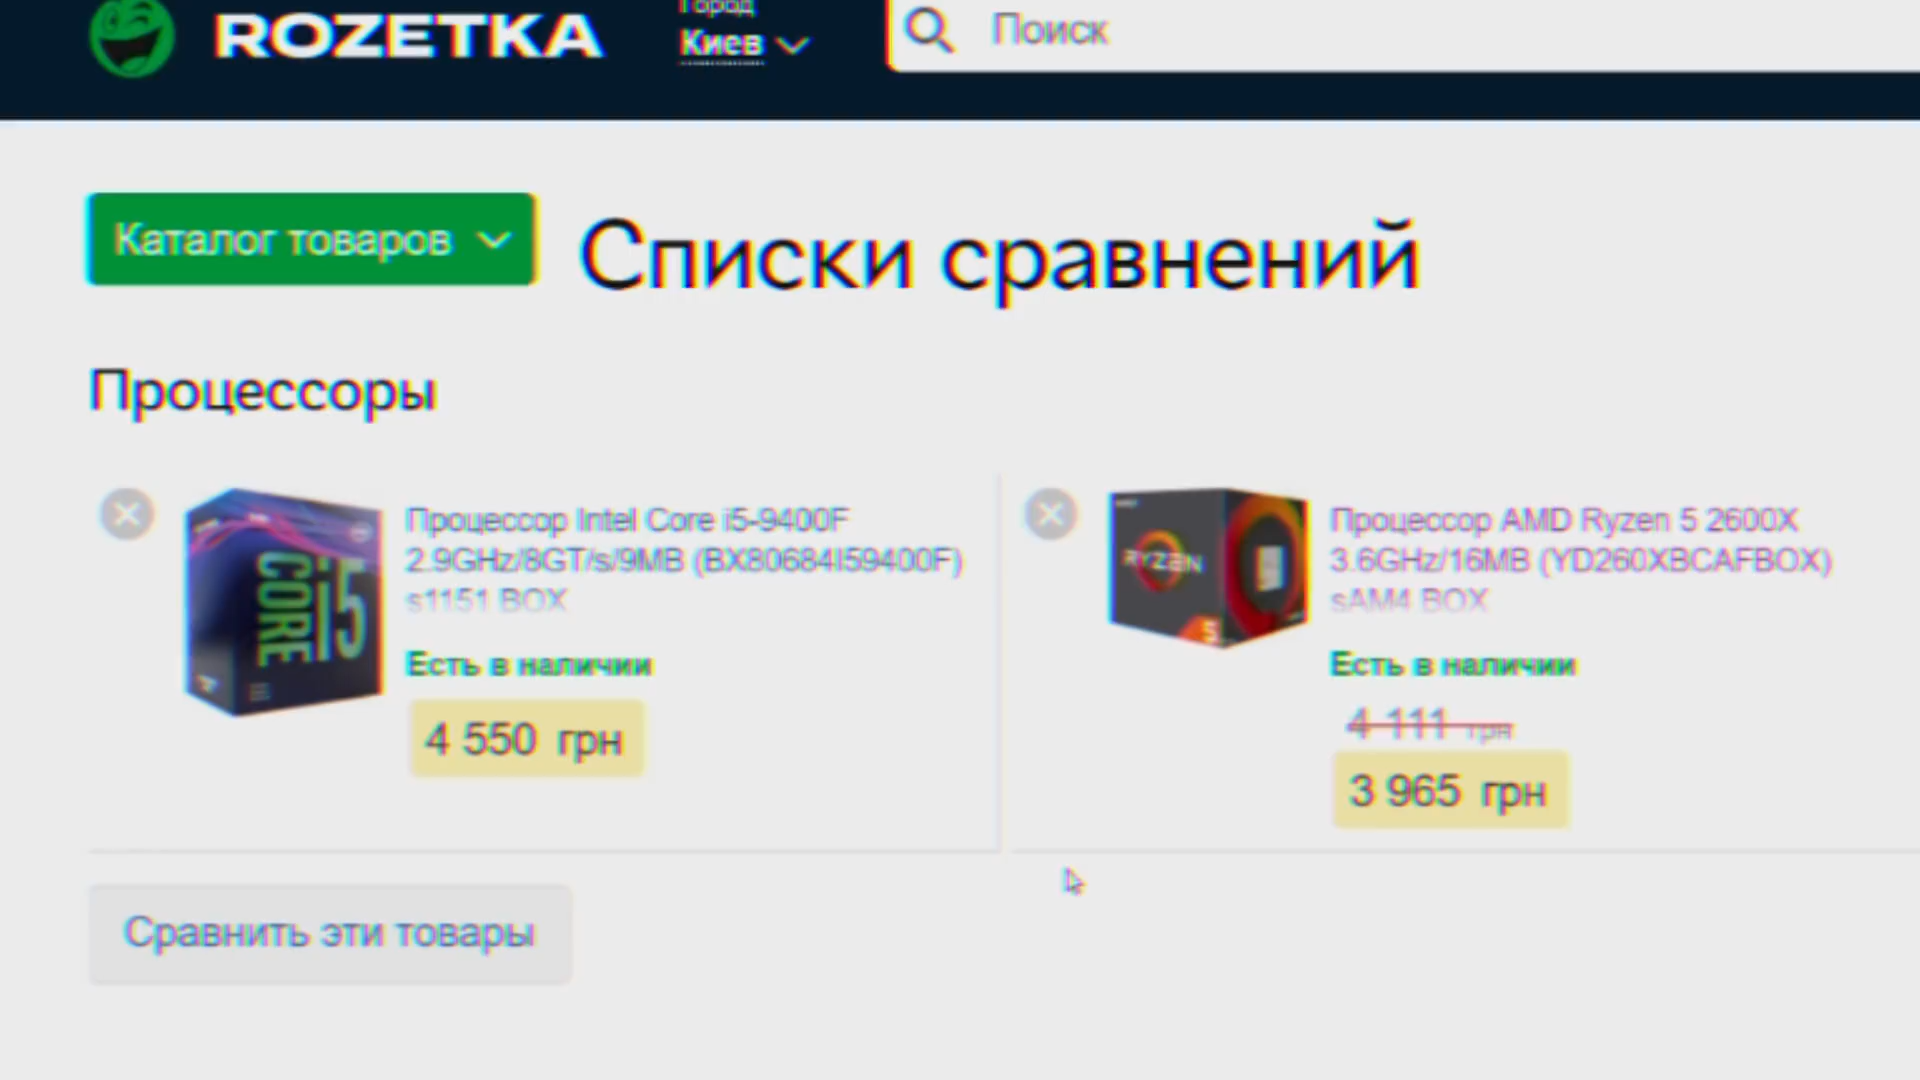 ROZETKA
Город
Киев
Поиск
Каталог товаров
Списки сравнений
Процессоры
CORE i5
Процессор Intel Core i5-9400F
2.9GHz/8GT/s/9MB (BX80684I59400F)
s1151 BOX
Есть в наличии
4 550 грн
RYZEN
5
Процессор AMD Ryzen 5 2600X
3.6GHz/16MB (YD260XBCAFBOX)
sAM4 BOX
Есть в наличии
4 111 грн
3 965 грн
Сравнить эти товары